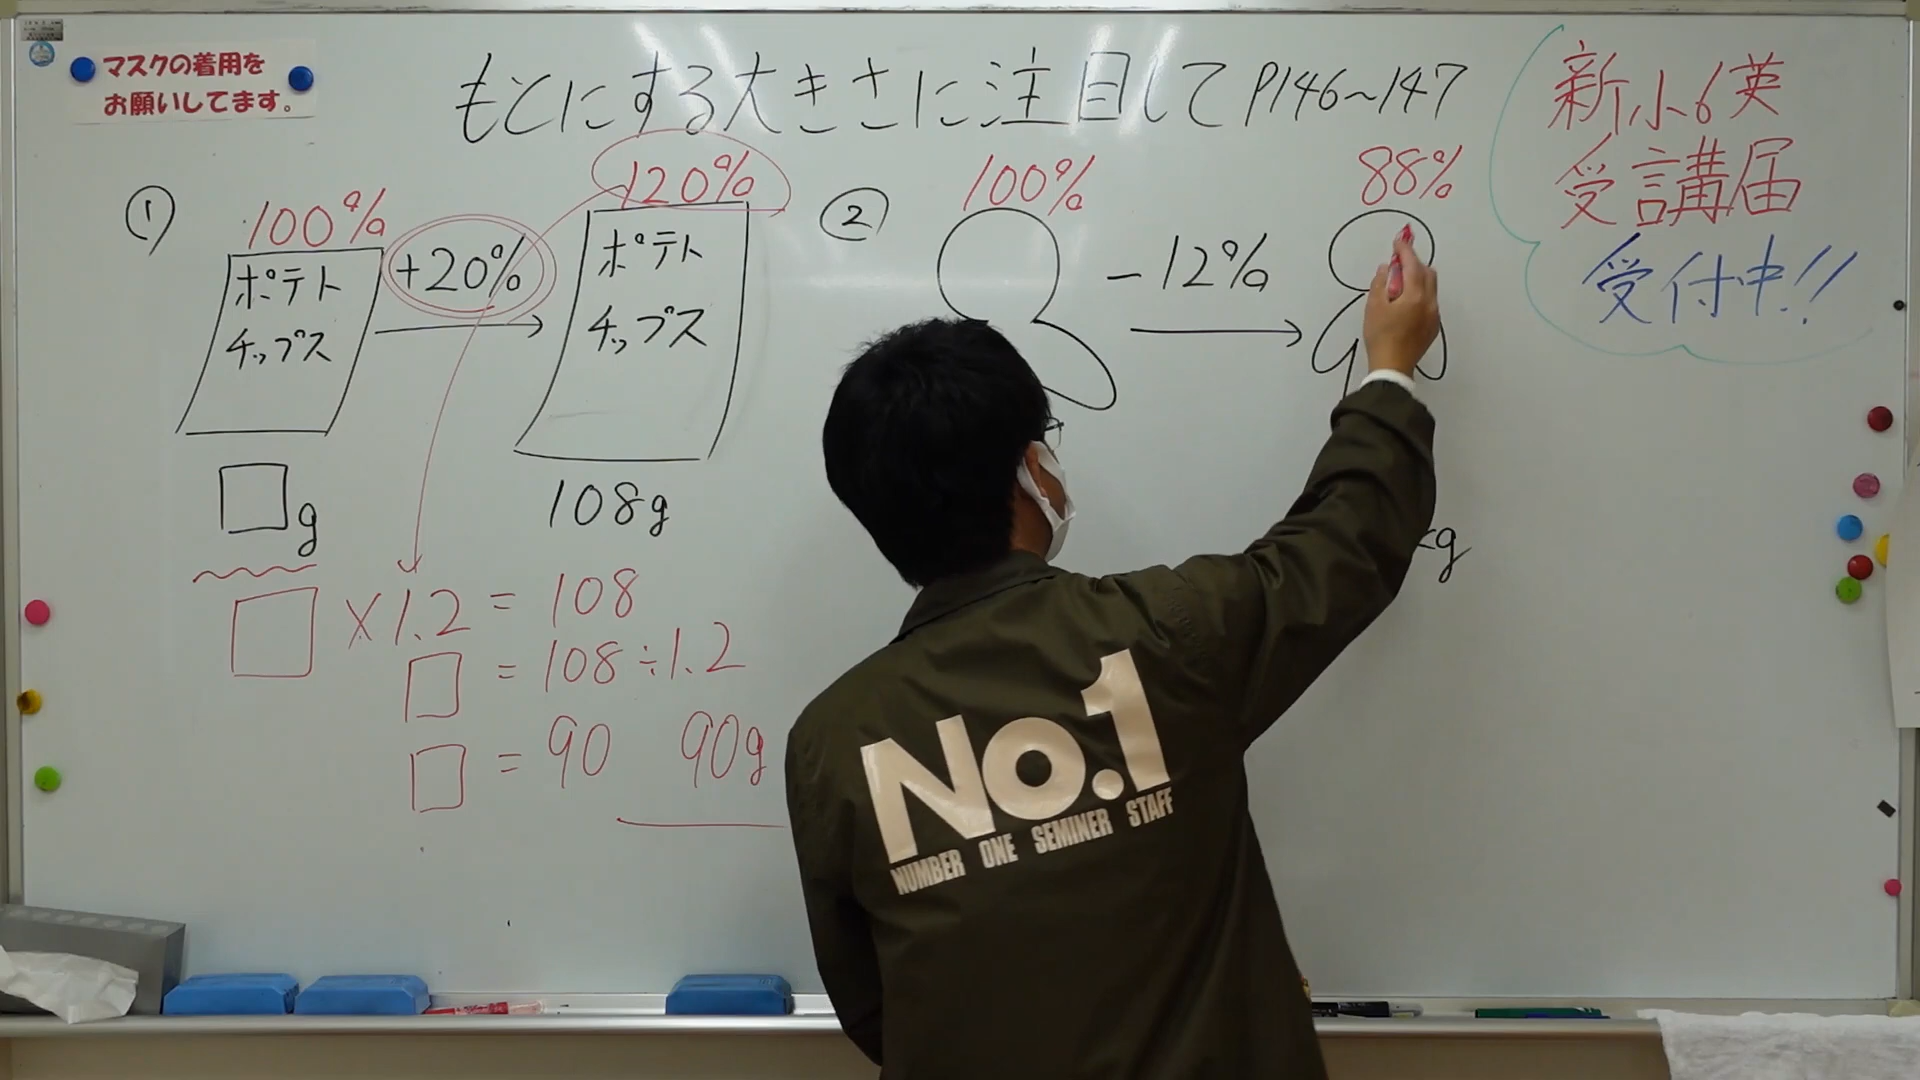 マスクの着用を
お願いしてます。
もとにする大きさに注目して P146~147
新小6英
受講届
受付中!!
① 100% +20% 120%
ポテト
チップス
ポテト
チップス
□g 108g
□×1.2=108
□=108÷1.2
□=90 90g
② 100% -12% 88%
kg
No.1
NUMBER ONE SEMINER STAFF